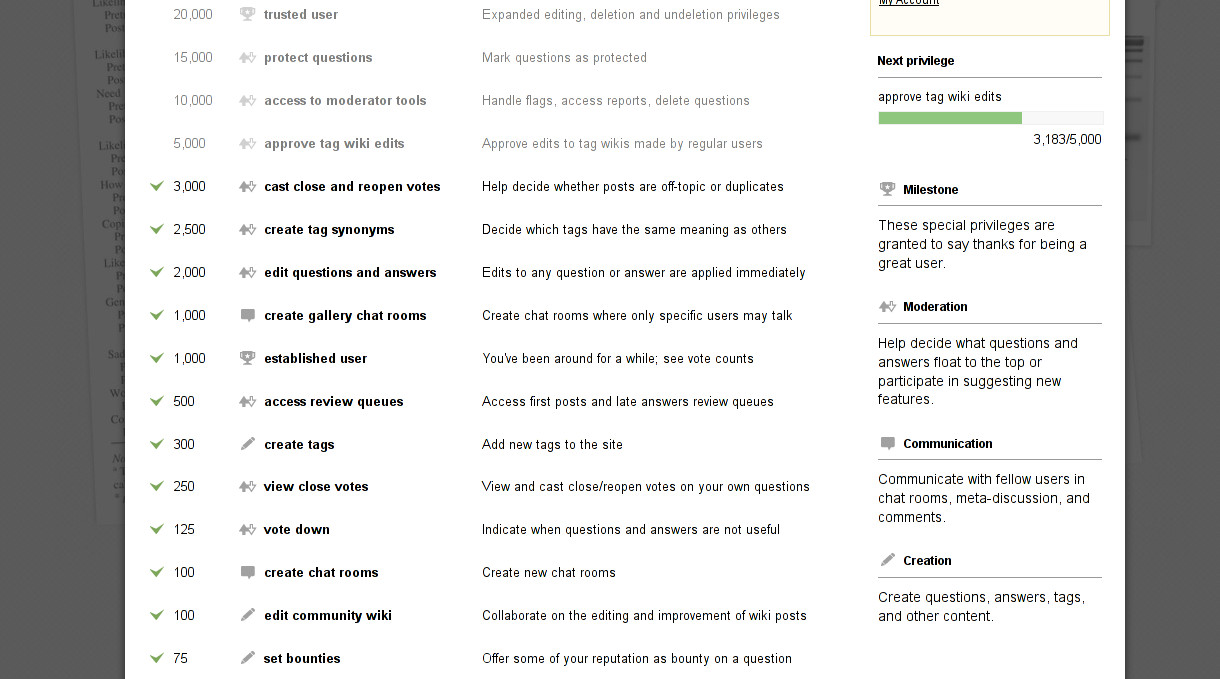 20,000 trusted user Expanded editing, deletion and undeletion privileges
15,000 protect questions Mark questions as protected
10,000 access to moderator tools Handle flags, access reports, delete questions
5,000 approve tag wiki edits Approve edits to tag wikis made by regular users
3,000 cast close and reopen votes Help decide whether posts are off-topic or duplicates
2,500 create tag synonyms Decide which tags have the same meaning as others
2,000 edit questions and answers Edits to any question or answer are applied immediately
1,000 create gallery chat rooms Create chat rooms where only specific users may talk
1,000 established user You've been around for a while; see vote counts
500 access review queues Access first posts and late answers review queues
300 create tags Add new tags to the site
250 view close votes View and cast close/reopen votes on your own questions
125 vote down Indicate when questions and answers are not useful
100 create chat rooms Create new chat rooms
100 edit community wiki Collaborate on the editing and improvement of wiki posts
75 set bounties Offer some of your reputation as bounty on a question
My Account
Next privilege
approve tag wiki edits
3,183/5,000
Milestone
These special privileges are
granted to say thanks for being a
great user.
Moderation
Help decide what questions and
answers float to the top or
participate in suggesting new
features.
Communication
Communicate with fellow users in
chat rooms, meta-discussion, and
comments.
Creation
Create questions, answers, tags,
and other content.